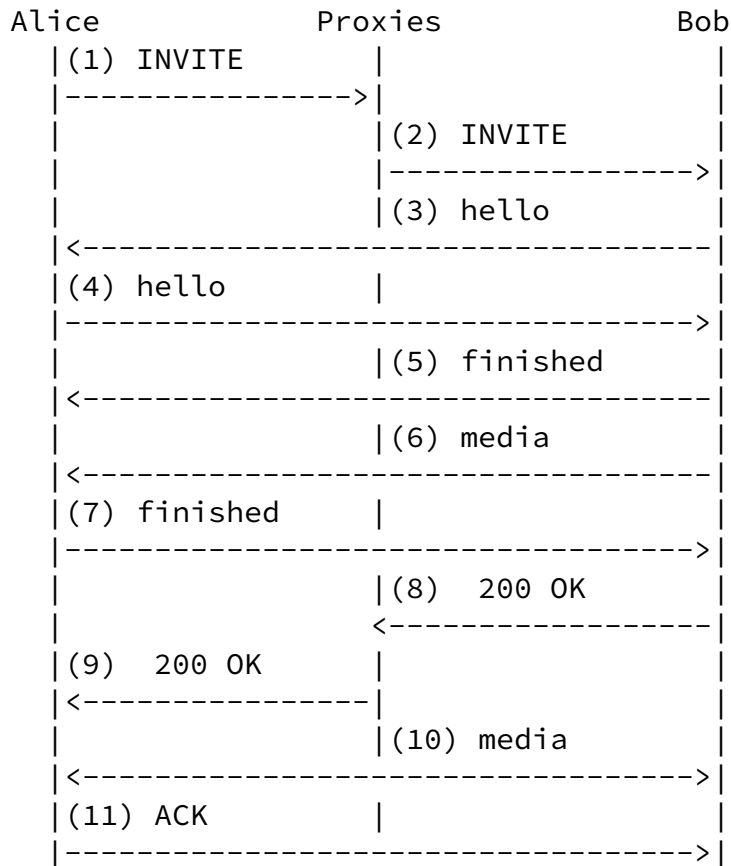 Alice Proxies Bob
(1) INVITE
(2) INVITE
(3) hello
(4) hello
(5) finished
(6) media
(7) finished
(8) 200 OK
(9) 200 OK
(10) media
(11) ACK